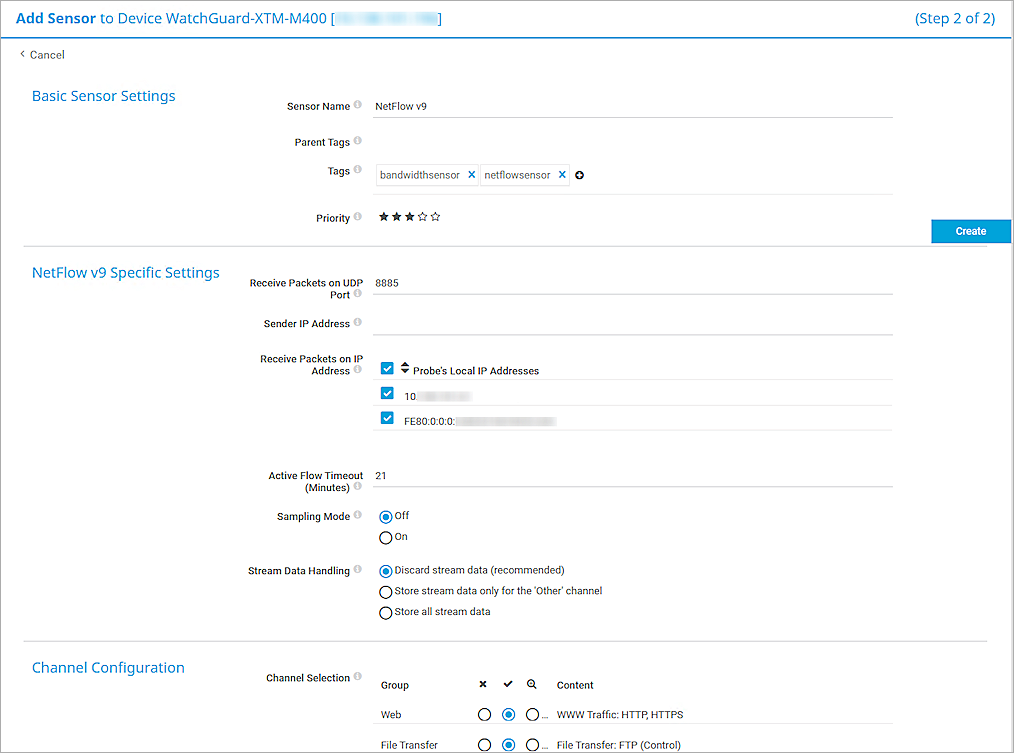 Add Sensor to Device WatchGuard-XTM-M400 [ ]
(Step 2 of 2)
Cancel
Basic Sensor Settings
Sensor Name
NetFlow v9
Parent Tags
Tags
bandwidthsensor
netflowsensor
Priority
Create
NetFlow v9 Specific Settings
Receive Packets on UDP
Port
8885
Sender IP Address
Receive Packets on IP
Address
Probe's Local IP Addresses
10.
FE80:0:0:0:
Active Flow Timeout
(Minutes)
21
Sampling Mode
Off
On
Stream Data Handling
Discard stream data (recommended)
Store stream data only for the 'Other' channel
Store all stream data
Channel Configuration
Channel Selection
Group
Content
Web
...
WWW Traffic: HTTP, HTTPS
File Transfer
...
File Transfer: FTP (Control)